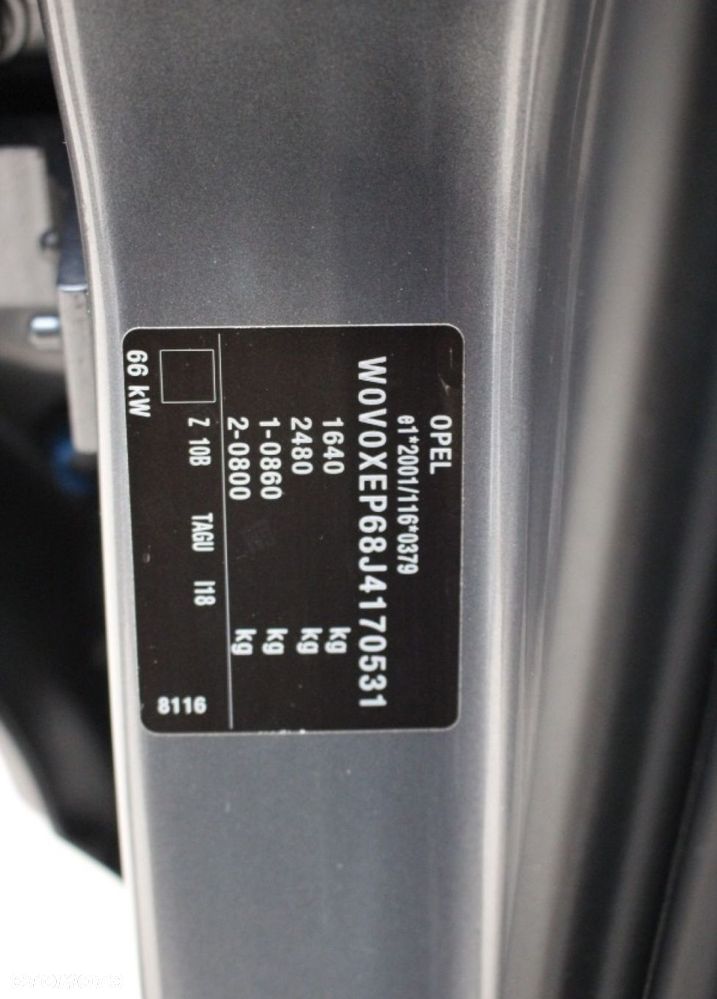 OPEL
e1*2001/116*0379
W0V0XEP68J4170531
1640 kg
2480 kg
1-0860 kg
2-0800 kg
Z 10B TAGU I18
66 kW 8116